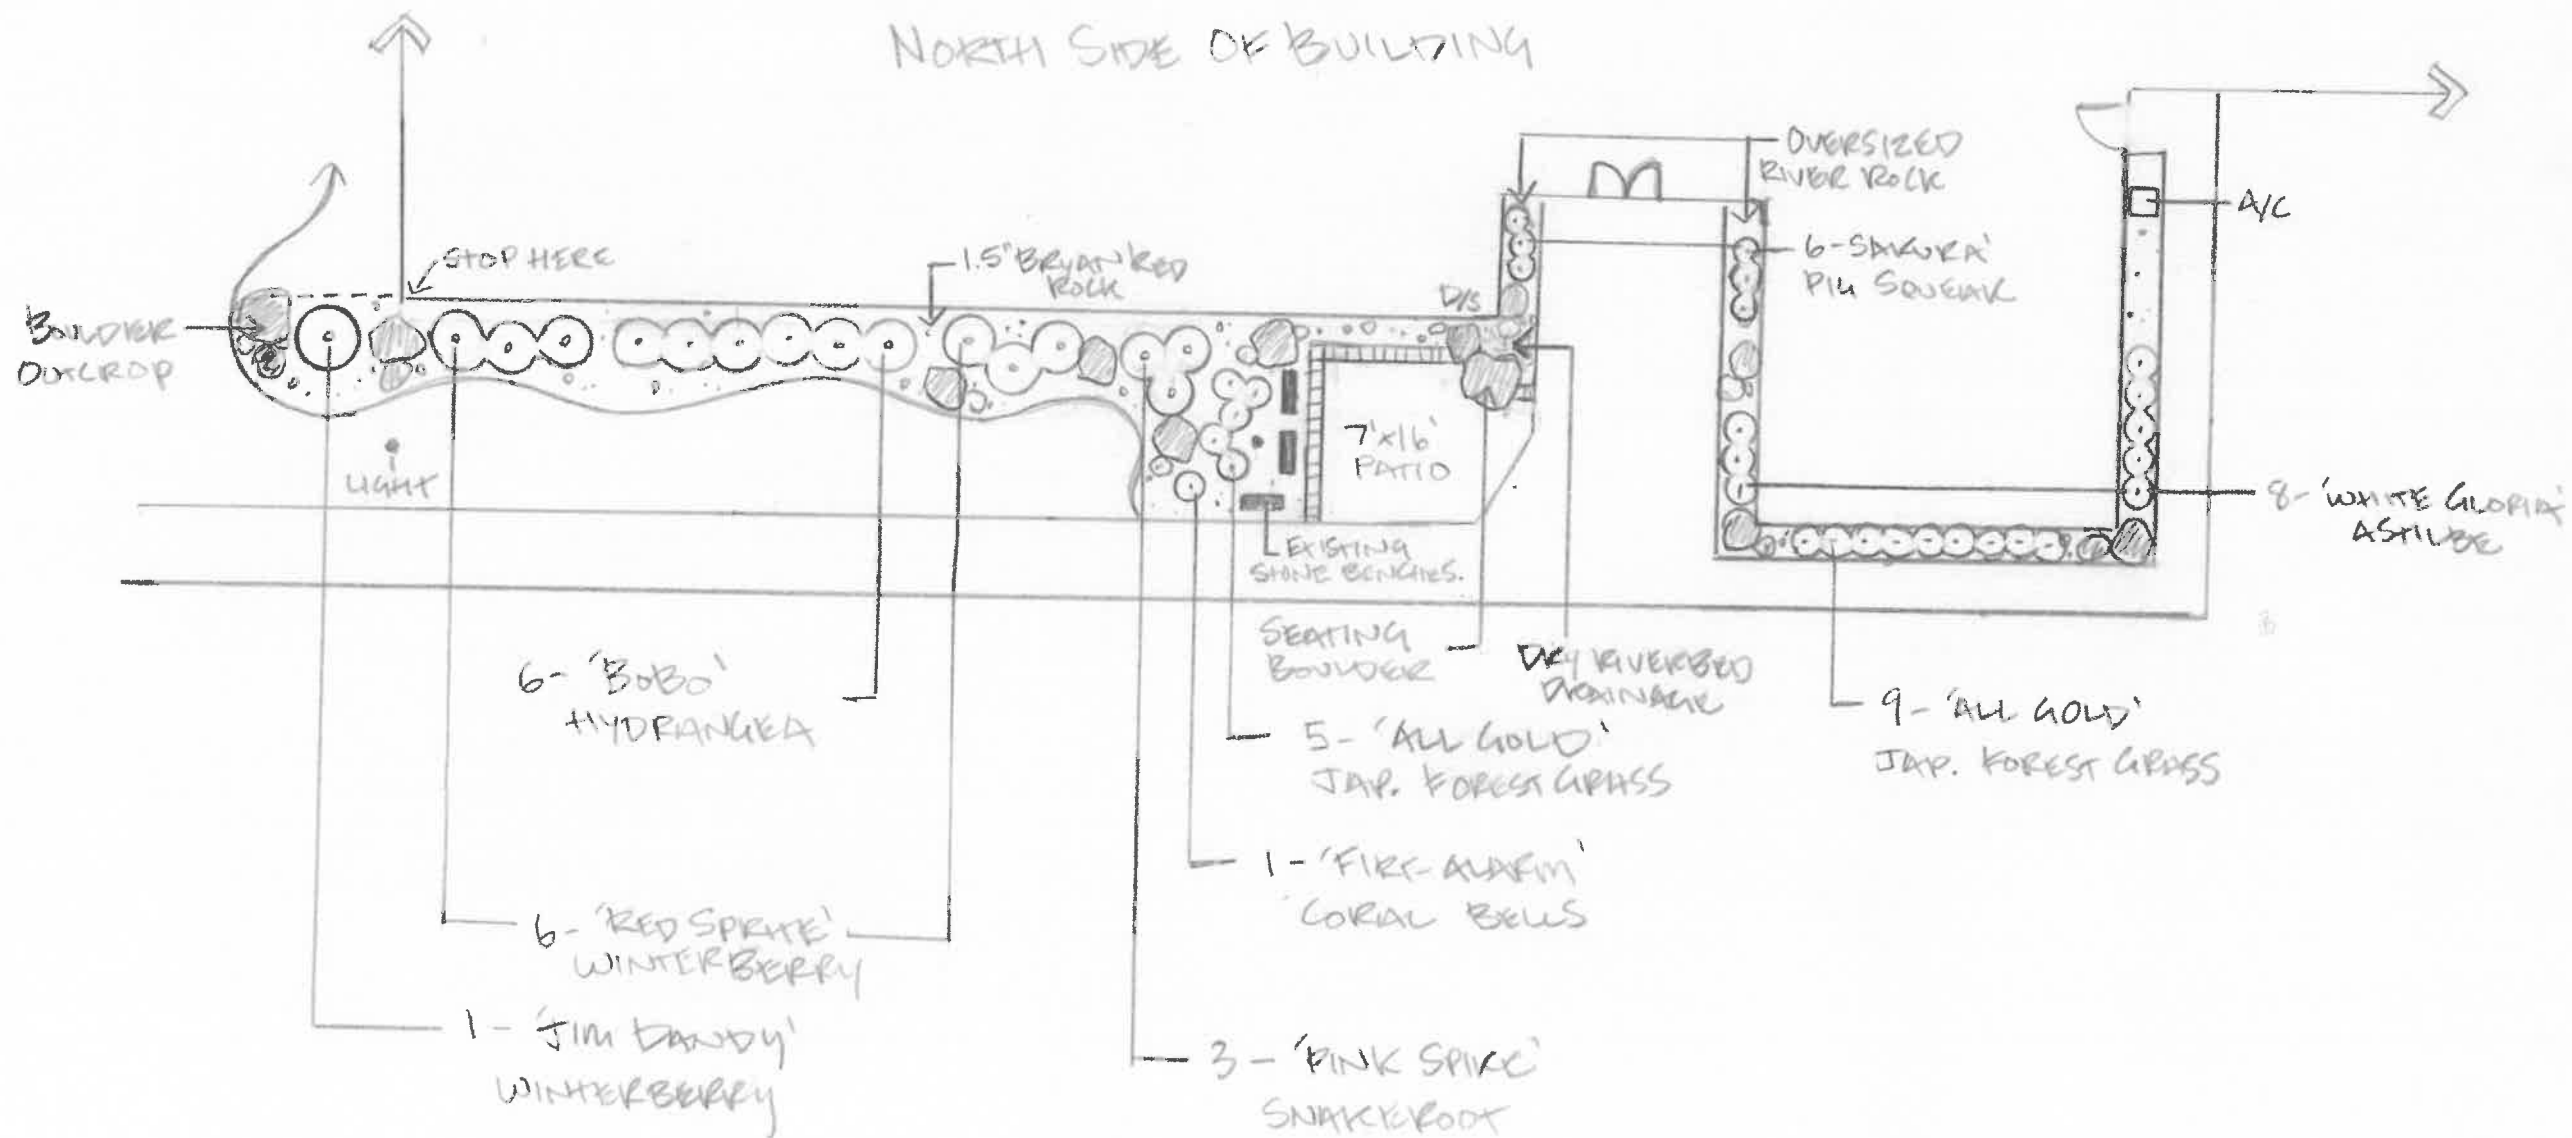 NORTH SIDE OF BUILDING
OVERSIZED
RIVER ROCK
A/C
STOP HERE
1.5" BRYAN RED
ROCK
6-'SAKURA'
PIG SQUEAK
D/S
BOULDER
OUTCROP
7'x16'
PATIO
LIGHT
8-'WHITE GLORIA'
ASTILBE
EXISTING
STONE BENCHES.
SEATING
BOULDER
DRY RIVERBED
DRAINAGE
6-'BOBO'
HYDRANGEA
5-'ALL GOLD'
JAP. FOREST GRASS
9-'ALL GOLD'
JAP. FOREST GRASS
1-'FIRE-ALARM'
CORAL BELLS
6-'RED SPRITE'
WINTERBERRY
1-'JIM DANDY'
WINTERBERRY
3-'PINK SPIKE'
SNAKEROOT